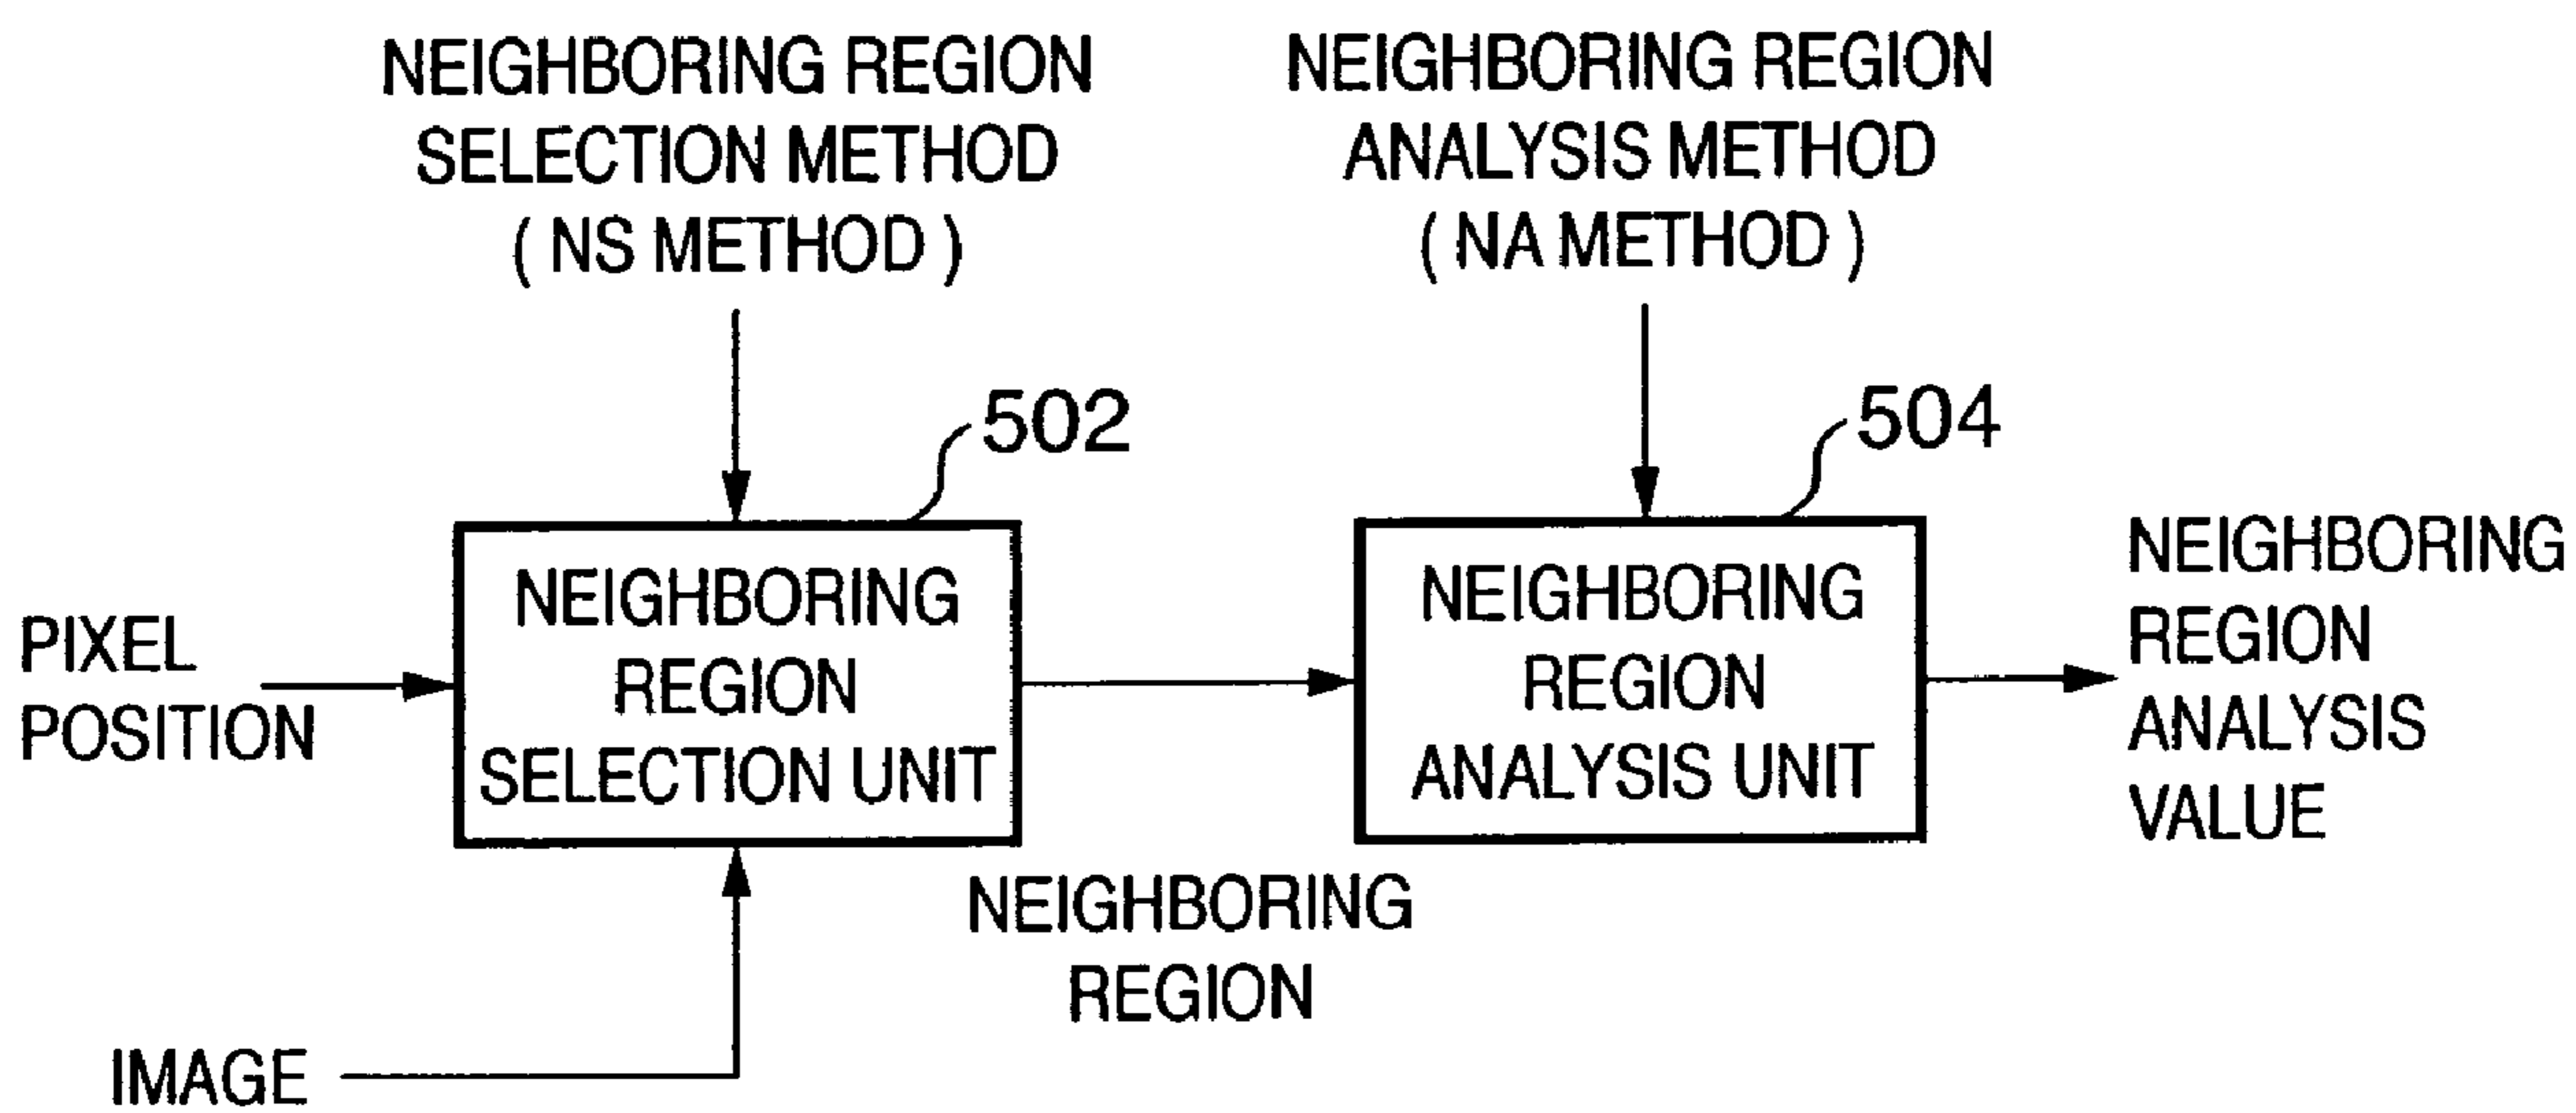 NEIGHBORING REGION
SELECTION METHOD
( NS METHOD )
NEIGHBORING REGION
ANALYSIS METHOD
( NA METHOD )
502
504
PIXEL
POSITION
NEIGHBORING
REGION
SELECTION UNIT
NEIGHBORING
REGION
ANALYSIS UNIT
NEIGHBORING
REGION
ANALYSIS
VALUE
NEIGHBORING
REGION
IMAGE